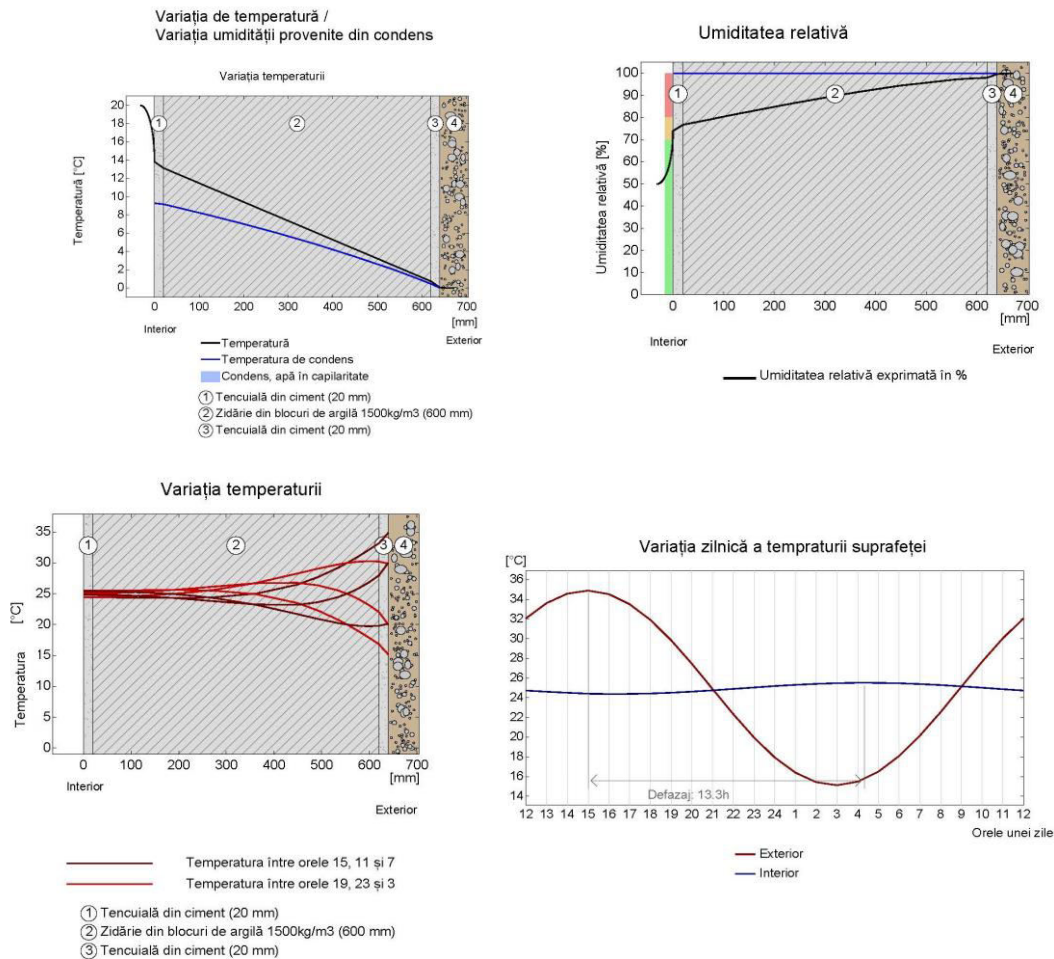 Variația de temperatură /
Variația umidității provenite din condens
Variația temperaturii
20
18
16
14
12
10
8
6
4
2
0
Temperatură [°C]
1
2
3
4
0 100 200 300 400 500 600 700
[mm]
Interior
Exterior
Temperatură
Temperatura de condens
Condens, apă în capilaritate
1 Tencuială din ciment (20 mm)
2 Zidărie din blocuri de argilă 1500kg/m3 (600 mm)
3 Tencuială din ciment (20 mm)
Umiditatea relativă
100
90
80
70
60
50
40
30
20
10
0
Umiditatea relativă [%]
1
2
3
4
0 100 200 300 400 500 600 700
[mm]
Interior
Exterior
Umiditatea relativă exprimată în %
Variația temperaturii
35
30
25
20
15
10
5
0
Temperatura [°C]
1
2
3
4
0 100 200 300 400 500 600 700
[mm]
Interior
Exterior
Temperatura între orele 15, 11 și 7
Temperatura între orele 19, 23 și 3
1 Tencuială din ciment (20 mm)
2 Zidărie din blocuri de argilă 1500kg/m3 (600 mm)
3 Tencuială din ciment (20 mm)
Variația zilnică a tempraturii suprafeței
[°C]
36
34
32
30
28
26
24
22
20
18
16
14
Defazaj: 13.3h
12 13 14 15 16 17 18 19 20 21 22 23 24 1 2 3 4 5 6 7 8 9 10 11 12
Orele unei zile
Exterior
Interior